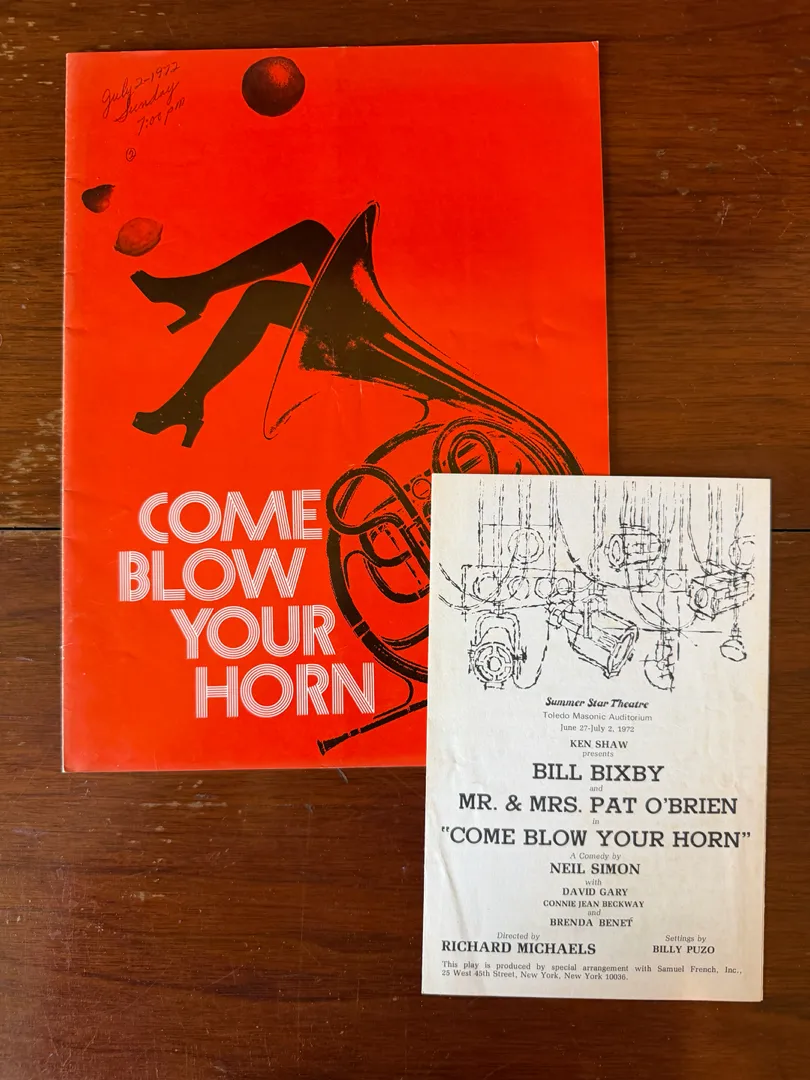 July 2-1972
Sunday
7:00 pm
②
COME
BLOW
YOUR
HORN
Summer Star Theatre
Toledo Masonic Auditorium
June 27-July 2, 1972
KEN SHAW
presents
BILL BIXBY
and
MR. & MRS. PAT O'BRIEN
in
"COME BLOW YOUR HORN"
A Comedy by
NEIL SIMON
with
DAVID GARY
CONNIE JEAN BECKWAY
and
BRENDA BENET
Directed by
RICHARD MICHAELS
Settings by
BILLY PUZO
This play is produced by special arrangement with Samuel French, Inc.,
25 West 45th Street, New York, New York 10036.